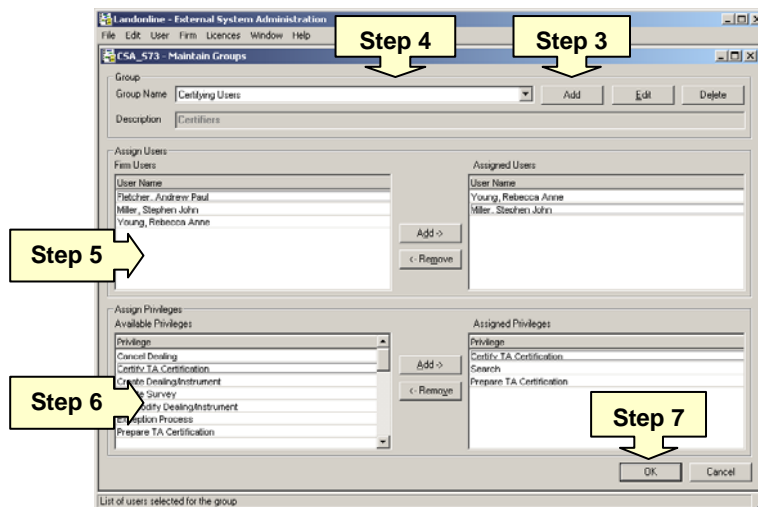 Landonline - External System Administration
File Edit User Firm Licences Window Help
Step 4
Step 3
CSA_S73 - Maintain Groups
Group
Group Name Certifying Users Add Edit Delete
Description Certifiers
Assign Users
Firm Users Assigned Users
User Name User Name
Fletcher, Andrew Paul Young, Rebecca Anne
Miller, Stephen John Miller, Stephen John
Young, Rebecca Anne
Add ->
Step 5
<- Remove
Assign Privileges
Available Privileges Assigned Privileges
Privilege Privilege
Cancel Dealing Certify TA Certification
Certify TA Certification Add -> Search
Create Dealing/Instrument Prepare TA Certification
Step 6 Survey <- Remove
Dealing/Instrument
Exception Process
Prepare TA Certification
Step 7
OK Cancel
List of users selected for the group